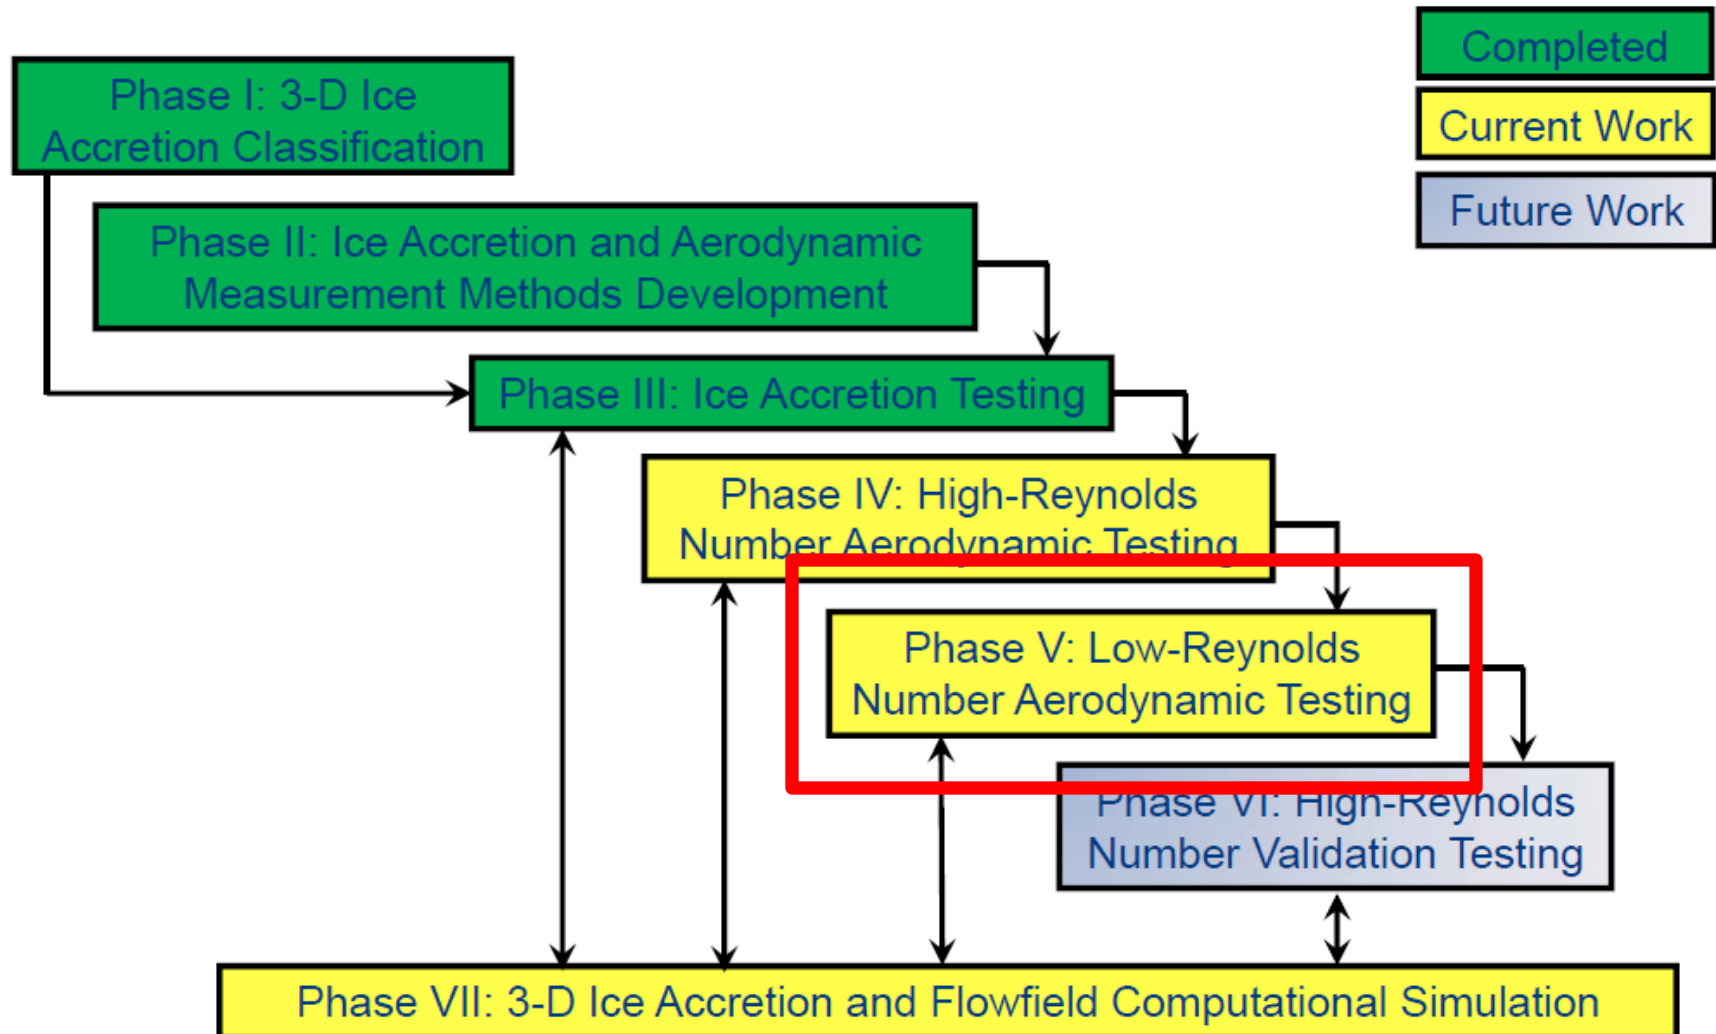 Completed
Current Work
Future Work
Phase I: 3-D Ice
Accretion Classification
Phase II: Ice Accretion and Aerodynamic
Measurement Methods Development
Phase III: Ice Accretion Testing
Phase IV: High-Reynolds
Number Aerodynamic Testing
Phase V: Low-Reynolds
Number Aerodynamic Testing
Phase VI: High-Reynolds
Number Validation Testing
Phase VII: 3-D Ice Accretion and Flowfield Computational Simulation